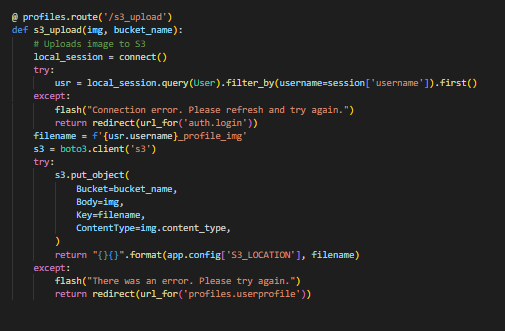 @ profiles.route('/s3_upload')
def s3_upload(img, bucket_name):
    # Uploads image to S3
    local_session = connect()
    try:
        usr = local_session.query(User).filter_by(username=session['username']).first()
    except:
        flash("Connection error. Please refresh and try again.")
        return redirect(url_for('auth.login'))
    filename = f'{usr.username}_profile_img'
    s3 = boto3.client('s3')
    try:
        s3.put_object(
            Bucket=bucket_name,
            Body=img,
            Key=filename,
            ContentType=img.content_type,
        )
        return "{}{}".format(app.config['S3_LOCATION'], filename)
    except:
        flash("There was an error. Please try again.")
        return redirect(url_for('profiles.userprofile'))